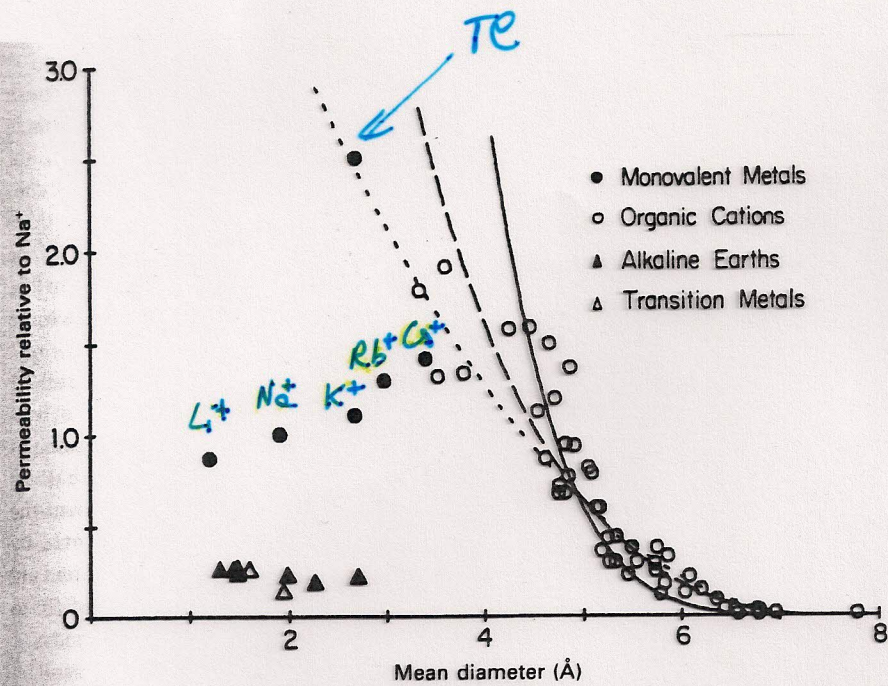 Tl
3.0
2.0
1.0
0
Permeability relative to Na⁺
Li⁺
Na⁺
K⁺
Rb⁺
Cs⁺
● Monovalent Metals
○ Organic Cations
▲ Alkaline Earths
△ Transition Metals
2
4
6
8
Mean diameter (Å)